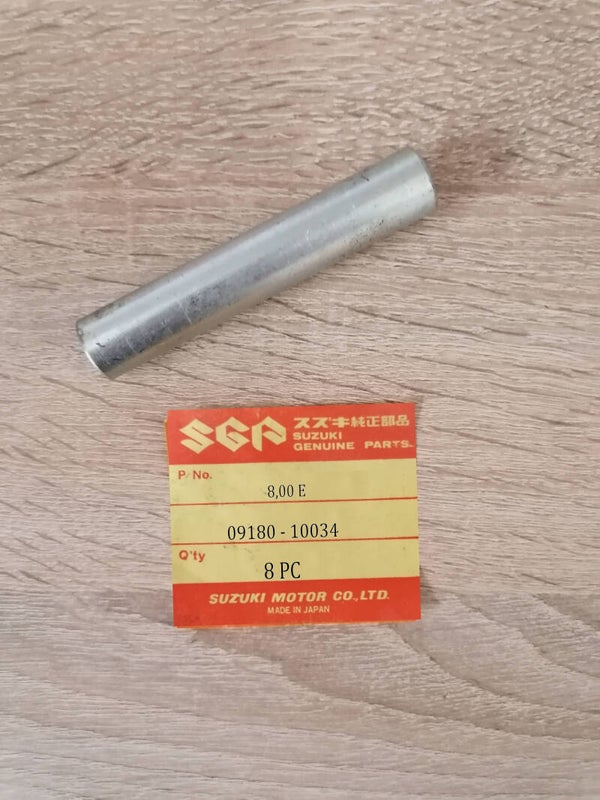 SGP スズキ純正部品
SUZUKI
GENUINE PARTS
P/No.
8,00 E
09180 - 10034
Q'ty
8 PC
SUZUKI MOTOR CO.,LTD.
MADE IN JAPAN